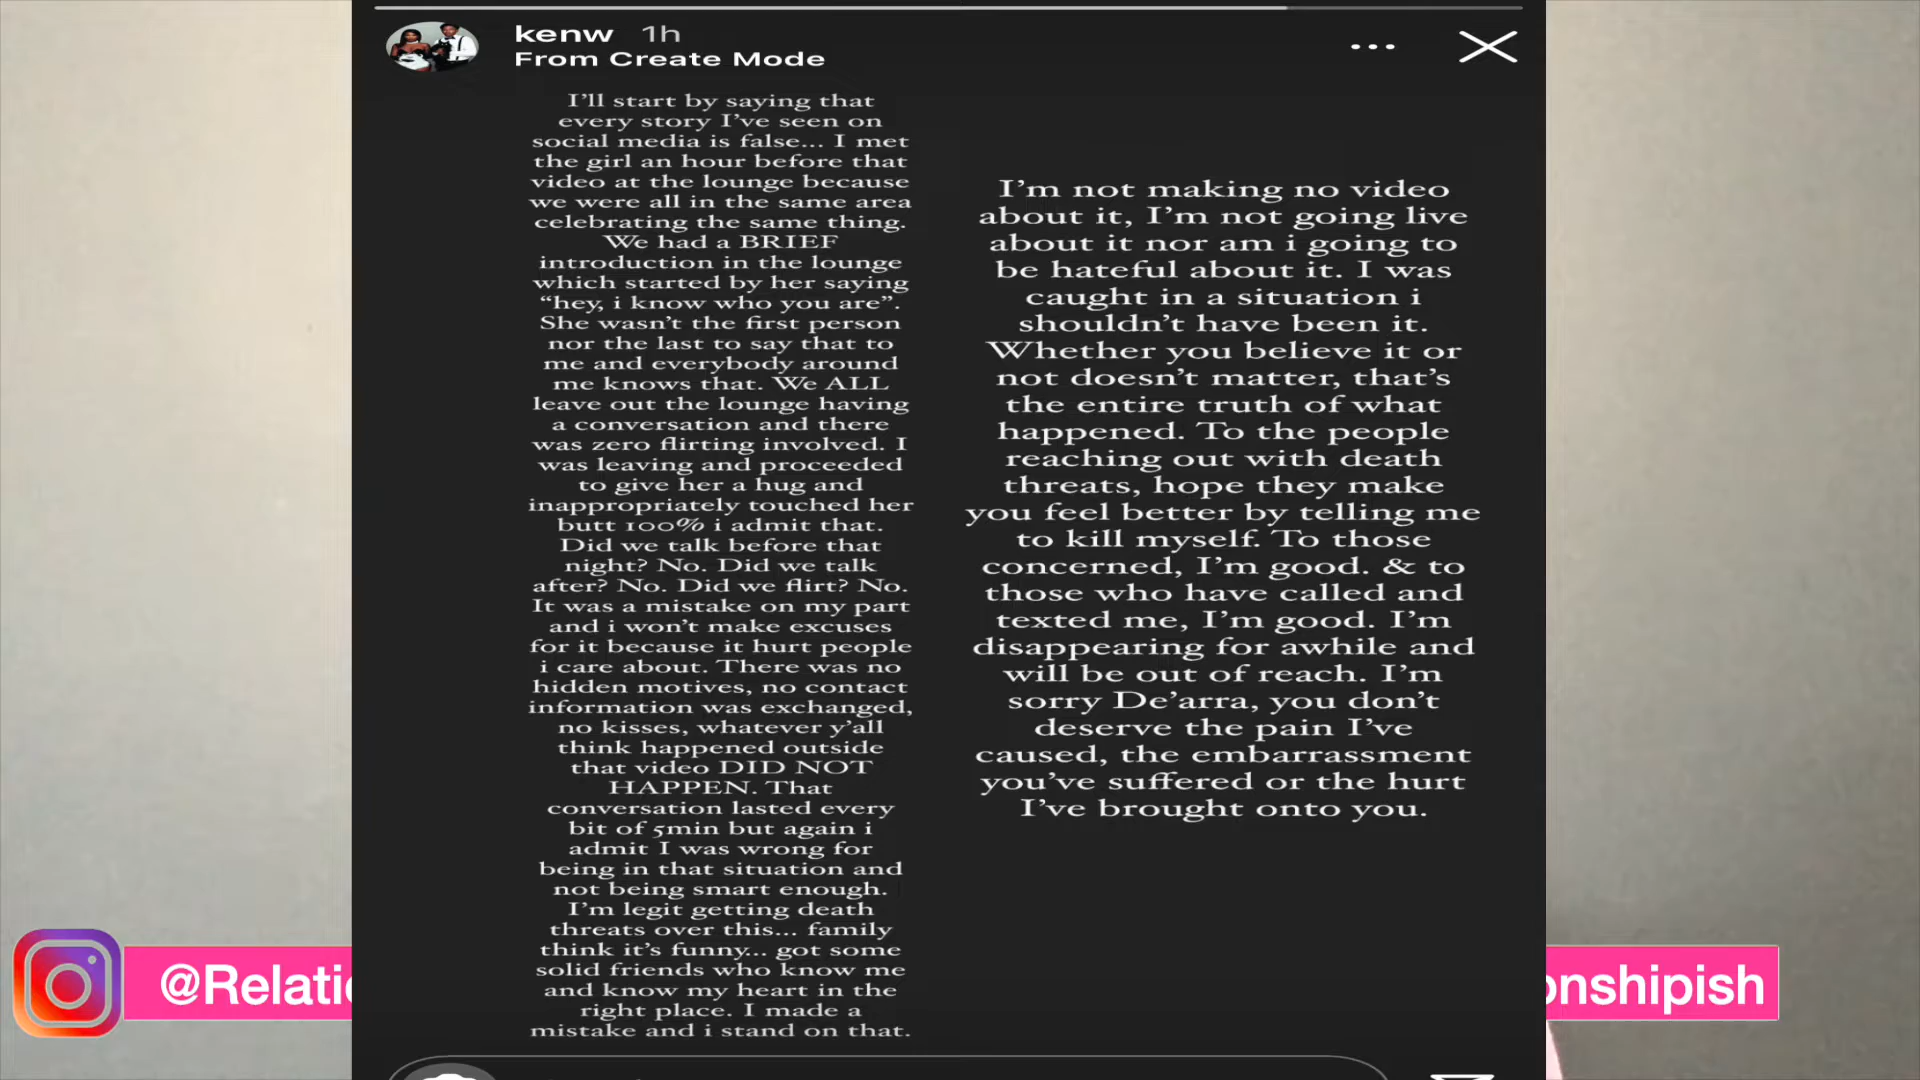 kenw 1h
From Create Mode
I'll start by saying that
every story I've seen on
social media is false... I met
the girl an hour before that
video at the lounge because
we were all in the same area
celebrating the same thing.
We had a BRIEF
introduction in the lounge
which started by her saying
“hey, i know who you are”.
She wasn't the first person
nor the last to say that to
me and everybody around
me knows that. We ALL
leave out the lounge having
a conversation and there
was zero flirting involved. I
was leaving and proceeded
to give her a hug and
inappropriately touched her
butt 100% i admit that.
Did we talk before that
night? No. Did we talk
after? No. Did we flirt? No.
It was a mistake on my part
and i won't make excuses
for it because it hurt people
i care about. There was no
hidden motives, no contact
information was exchanged,
no kisses, whatever y'all
think happened outside
that video DID NOT
HAPPEN. That
conversation lasted every
bit of 5min but again i
admit I was wrong for
being in that situation and
not being smart enough.
I'm legit getting death
threats over this... family
think it's funny... got some
solid friends who know me
and know my heart in the
right place. I made a
mistake and i stand on that.
I'm not making no video
about it, I'm not going live
about it nor am i going to
be hateful about it. I was
caught in a situation i
shouldn't have been it.
Whether you believe it or
not doesn't matter, that's
the entire truth of what
happened. To the people
reaching out with death
threats, hope they make
you feel better by telling me
to kill myself. To those
concerned, I'm good. & to
those who have called and
texted me, I'm good. I'm
disappearing for awhile and
will be out of reach. I'm
sorry De'arra, you don't
deserve the pain I've
caused, the embarrassment
you've suffered or the hurt
I've brought onto you.
@Relati
onshipish